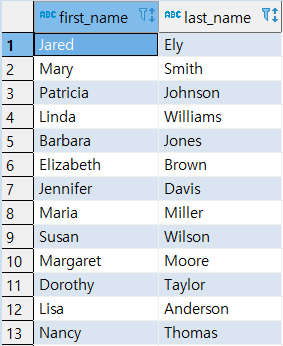 ABC first_name ABC last_name
1 Jared Ely
2 Mary Smith
3 Patricia Johnson
4 Linda Williams
5 Barbara Jones
6 Elizabeth Brown
7 Jennifer Davis
8 Maria Miller
9 Susan Wilson
10 Margaret Moore
11 Dorothy Taylor
12 Lisa Anderson
13 Nancy Thomas